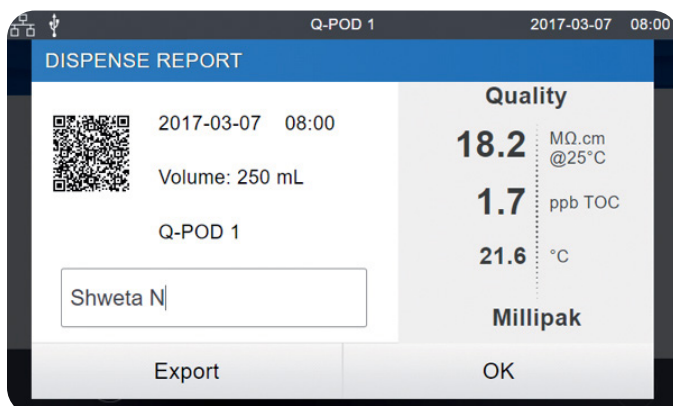 Q-POD 1 2017-03-07 08:00
DISPENSE REPORT
2017-03-07 08:00
Volume: 250 mL
Q-POD 1
Shweta N
Quality
18.2 MΩ.cm @25°C
1.7 ppb TOC
21.6 °C
Millipak
Export OK